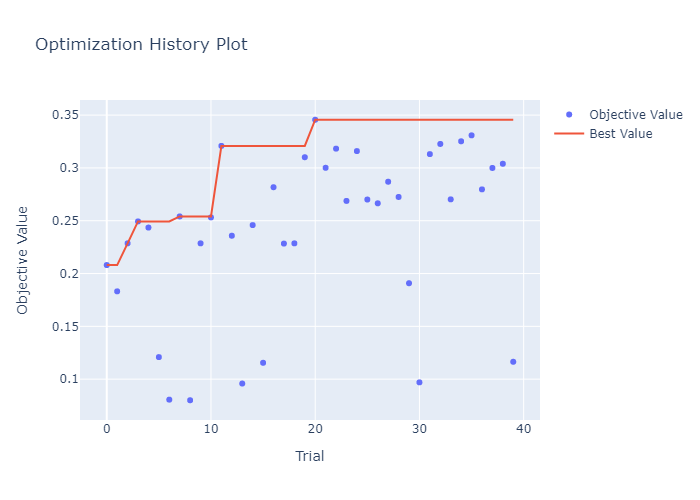 Optimization History Plot
Objective Value
Best Value
0.35
0.3
0.25
0.2
0.15
0.1
Objective Value
0
10
20
30
40
Trial